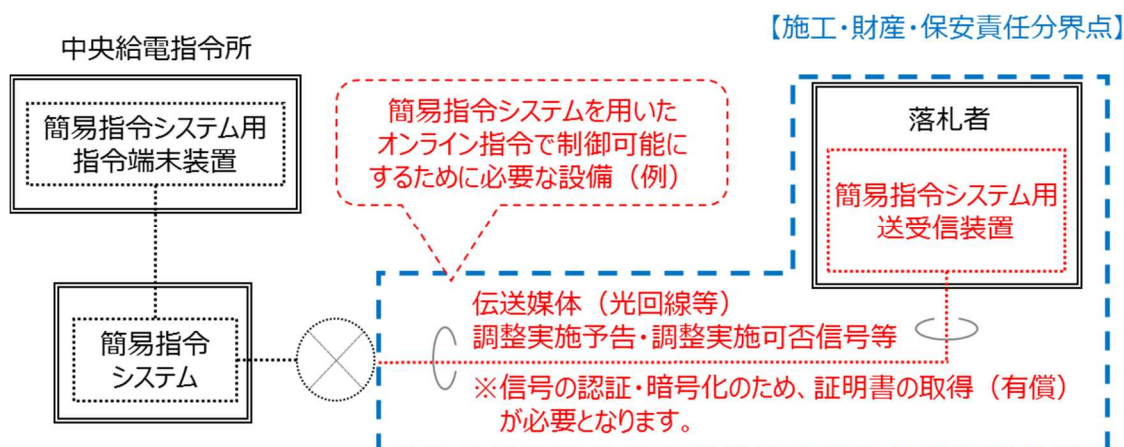 【施工・財産・保安責任分界点】
中央給電指令所
簡易指令システム用
指令端末装置
簡易指令システムを用いた
オンライン指令で制御可能に
するために必要な設備（例）
落札者
簡易指令システム用
送受信装置
簡易指令
システム
伝送媒体（光回線等）
調整実施予告・調整実施可否信号等
※信号の認証・暗号化のため、証明書の取得（有償）
が必要となります。